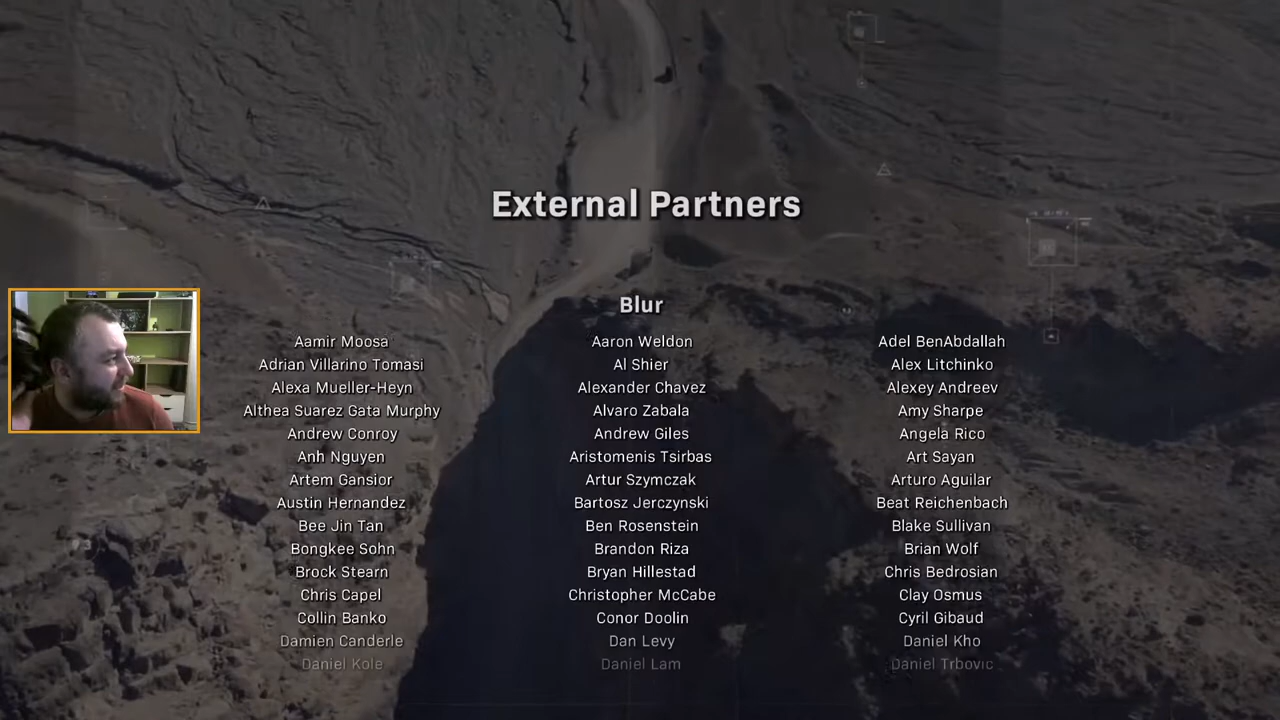 External Partners
Blur
Aamir Moosa Aaron Weldon Adel BenAbdallah
Adrian Villarino Tomasi Al Shier Alex Litchinko
Alexa Mueller-Heyn Alexander Chavez Alexey Andreev
Althea Suarez Gata Murphy Alvaro Zabala Amy Sharpe
Andrew Conroy Andrew Giles Angela Rico
Anh Nguyen Aristomenis Tsirbas Art Sayan
Artem Gansior Artur Szymczak Arturo Aguilar
Austin Hernandez Bartosz Jerczynski Beat Reichenbach
Bee Jin Tan Ben Rosenstein Blake Sullivan
Bongkee Sohn Brandon Riza Brian Wolf
Brock Stearn Bryan Hillestad Chris Bedrosian
Chris Capel Christopher McCabe Clay Osmus
Collin Banko Conor Doolin Cyril Gibaud
Damien Canderle Dan Levy Daniel Kho
Daniel Kole Daniel Lam Daniel Trbovic